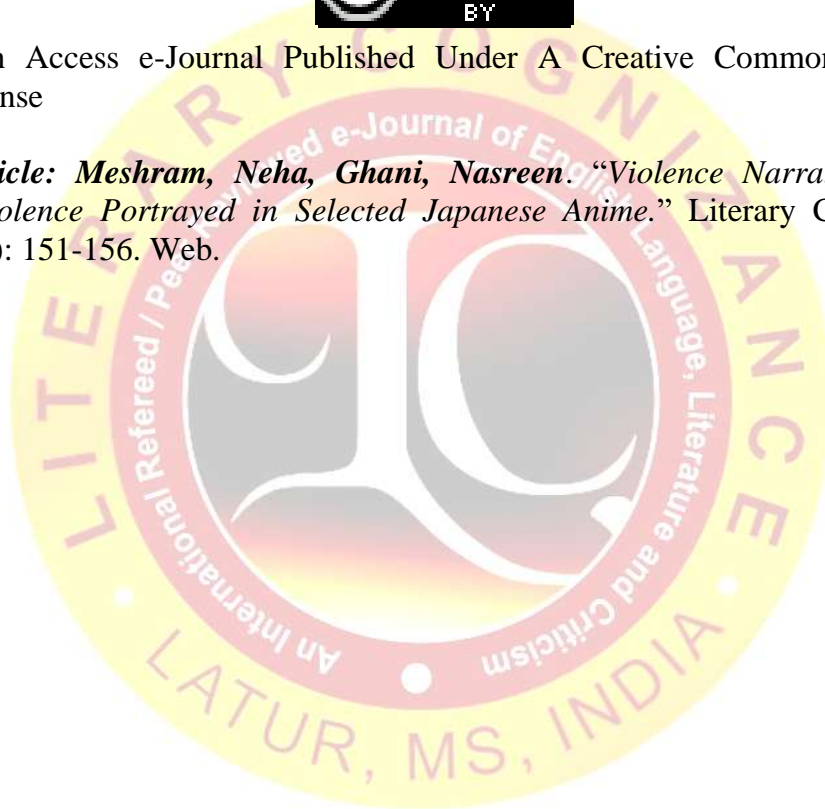 BY
n Access e-Journal Published Under A Creative Common
nse
icle: Meshram, Neha, Ghani, Nasreen. “Violence Narra
olence Portrayed in Selected Japanese Anime.” Literary C
): 151-156. Web.
LITERARY COGNIZANCE
An International Refereed / Peer Reviewed e-Journal of English Language, Literature and Criticism
LATUR, MS, INDIA